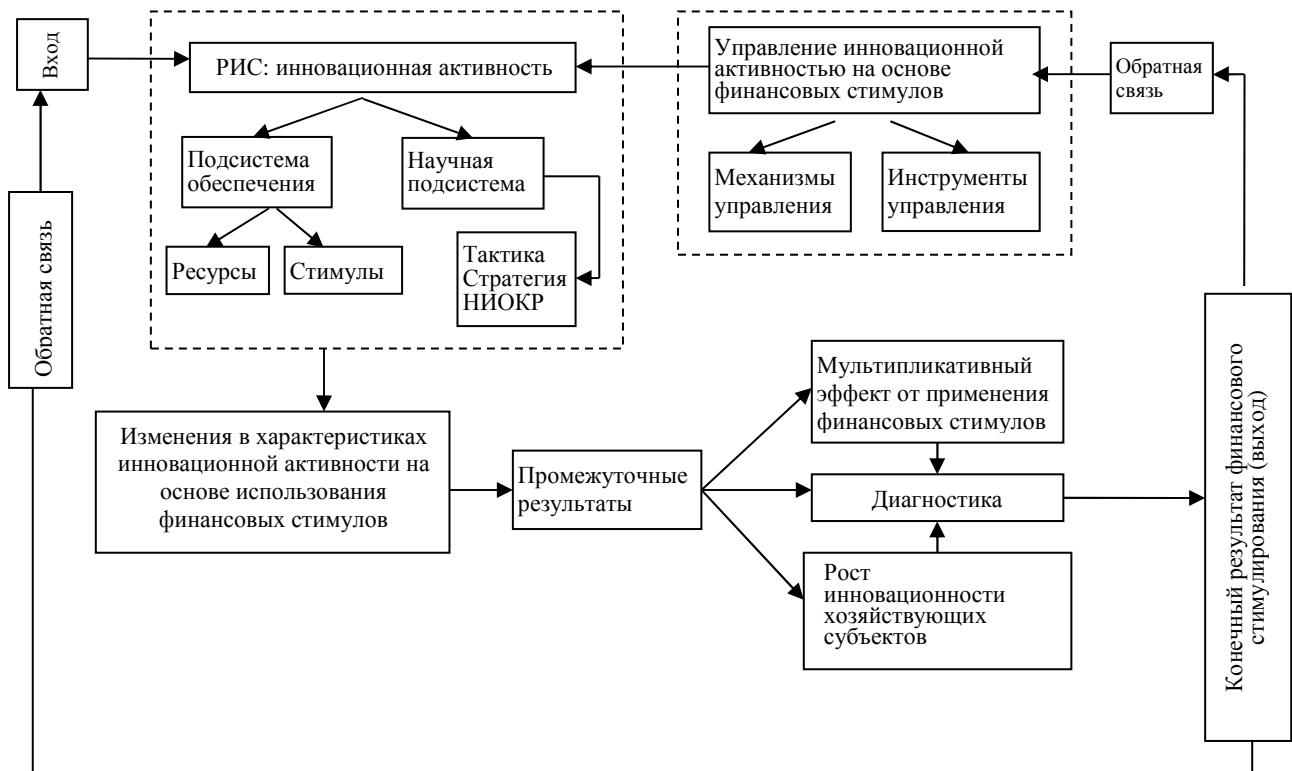 Вход
РИС: инновационная активность
Управление инновационной
активностью на основе
финансовых стимулов
Обратная
связь
Подсистема
обеспечения
Научная
подсистема
Механизмы
управления
Инструменты
управления
Обратная связь
Ресурсы
Стимулы
Тактика
Стратегия
НИОКР
Изменения в характеристиках
инновационной активности на
основе использования
финансовых стимулов
Промежуточные
результаты
Мультипликативный
эффект от применения
финансовых стимулов
Диагностика
Рост
инновационности
хозяйствующих
субъектов
Конечный результат финансового
стимулирования (выход)